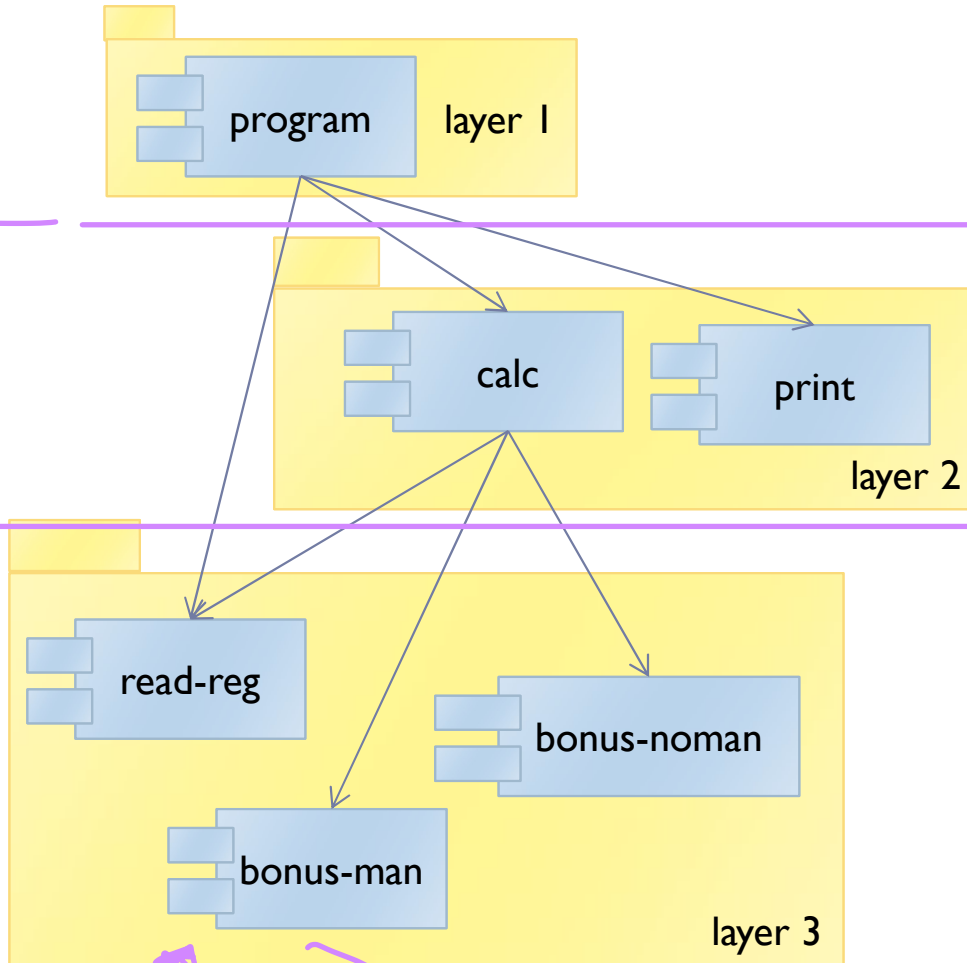 program
layer 1
calc
print
layer 2
read-reg
bonus-noman
bonus-man
layer 3